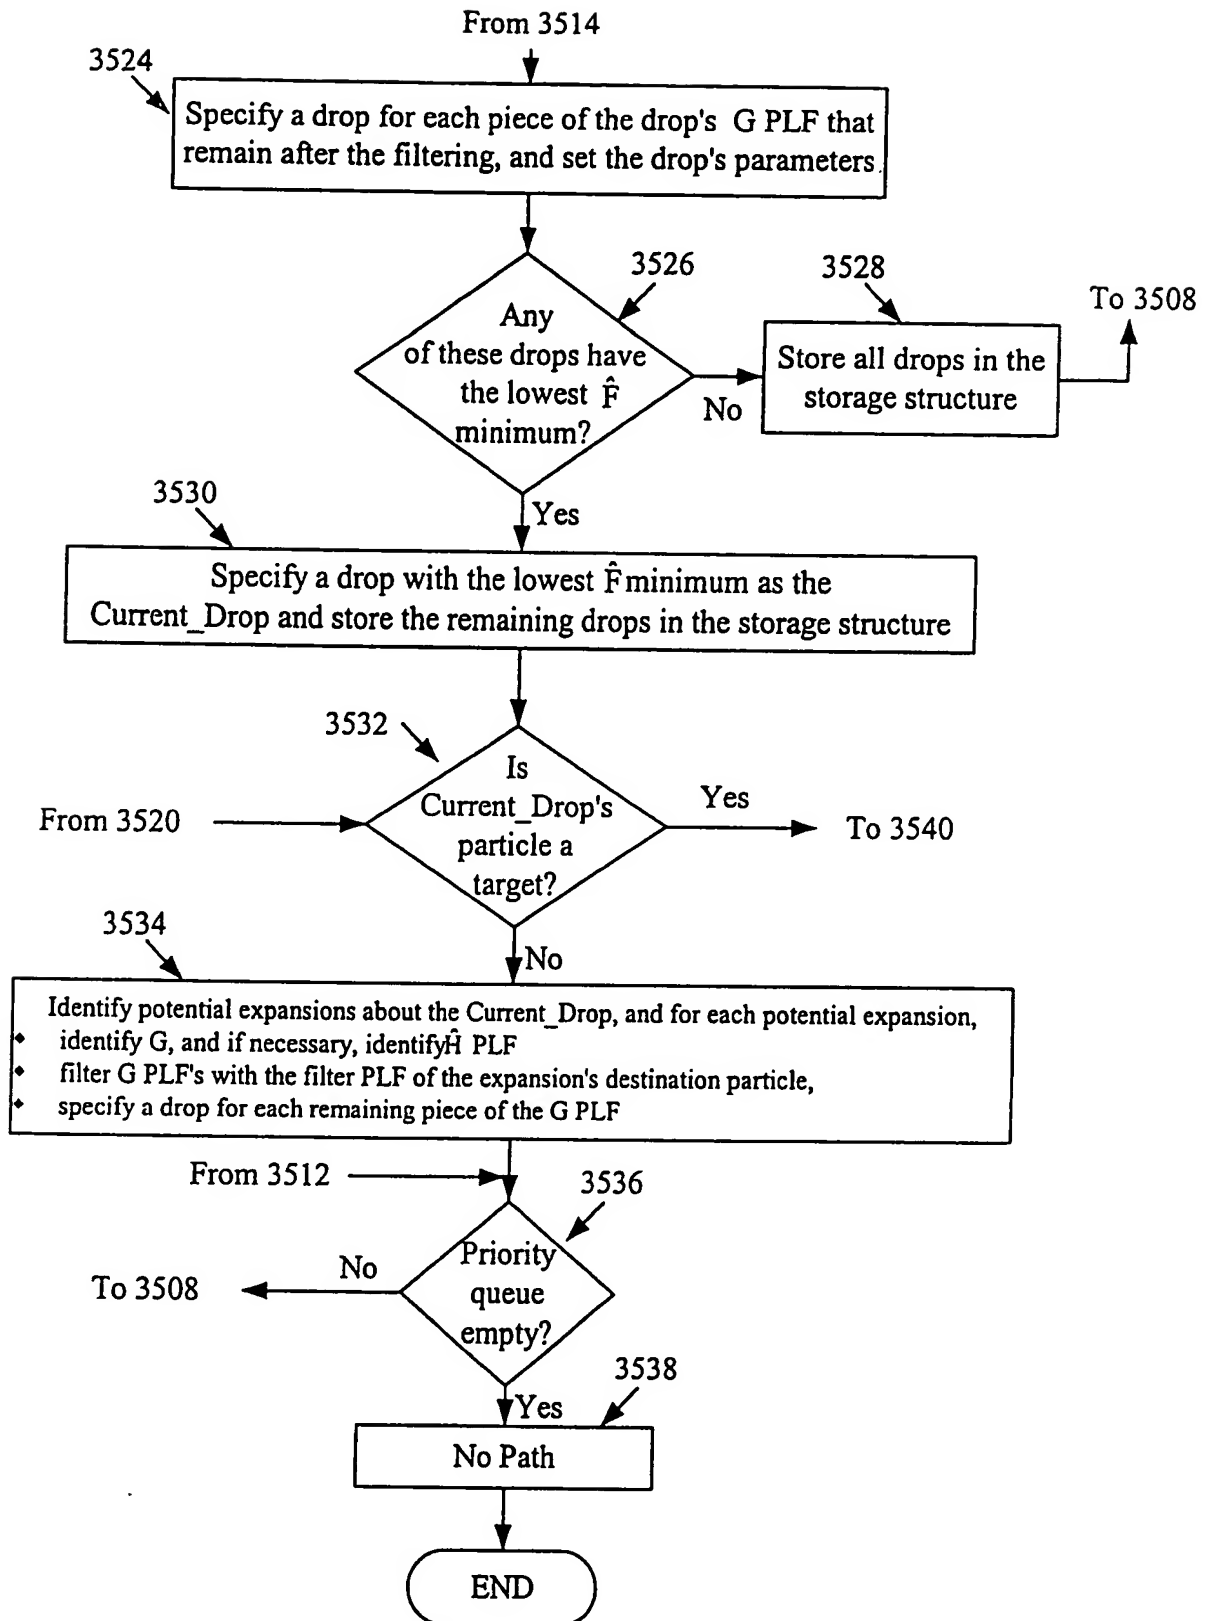 From 3514
3524
Specify a drop for each piece of the drop's G PLF that
remain after the filtering, and set the drop's parameters.
3526
3528
To 3508
Any
of these drops have
the lowest F̂
minimum?
No
Store all drops in the
storage structure
Yes
3530
Specify a drop with the lowest F̂ minimum as the
Current_Drop and store the remaining drops in the storage structure
3532
Is
Current_Drop's
particle a
target?
From 3520
Yes
To 3540
No
3534
Identify potential expansions about the Current_Drop, and for each potential expansion,
◆ identify G, and if necessary, identifyĤ PLF
◆ filter G PLF's with the filter PLF of the expansion's destination particle,
◆ specify a drop for each remaining piece of the G PLF
From 3512
3536
Priority
queue
empty?
No
To 3508
3538
Yes
No Path
END